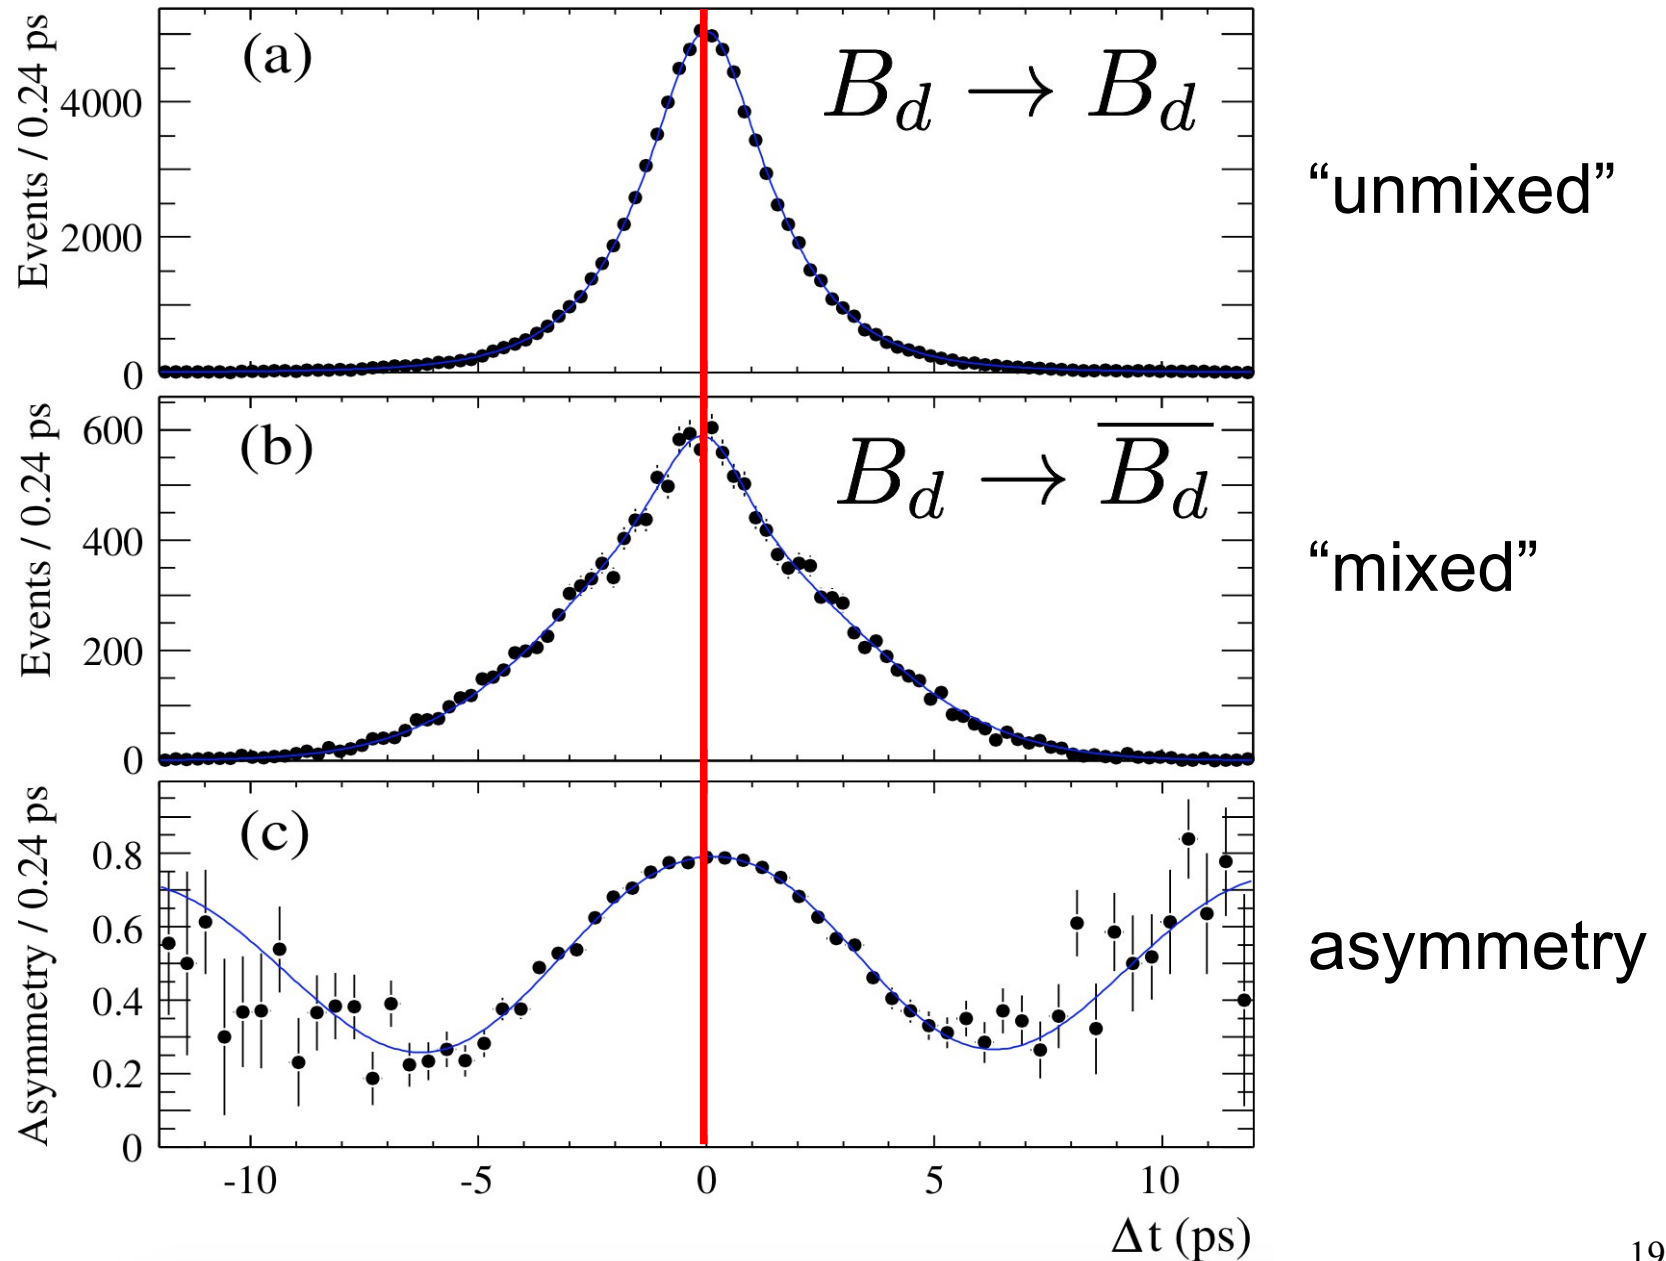 Events / 0.24 ps
4000
2000
0
(a)
B_d → B_d
“unmixed”
Events / 0.24 ps
600
400
200
0
(b)
B_d → \overline{B_d}
“mixed”
Asymmetry / 0.24 ps
0.8
0.6
0.4
0.2
0
(c)
asymmetry
-10 -5 0 5 10
Δt (ps)
19